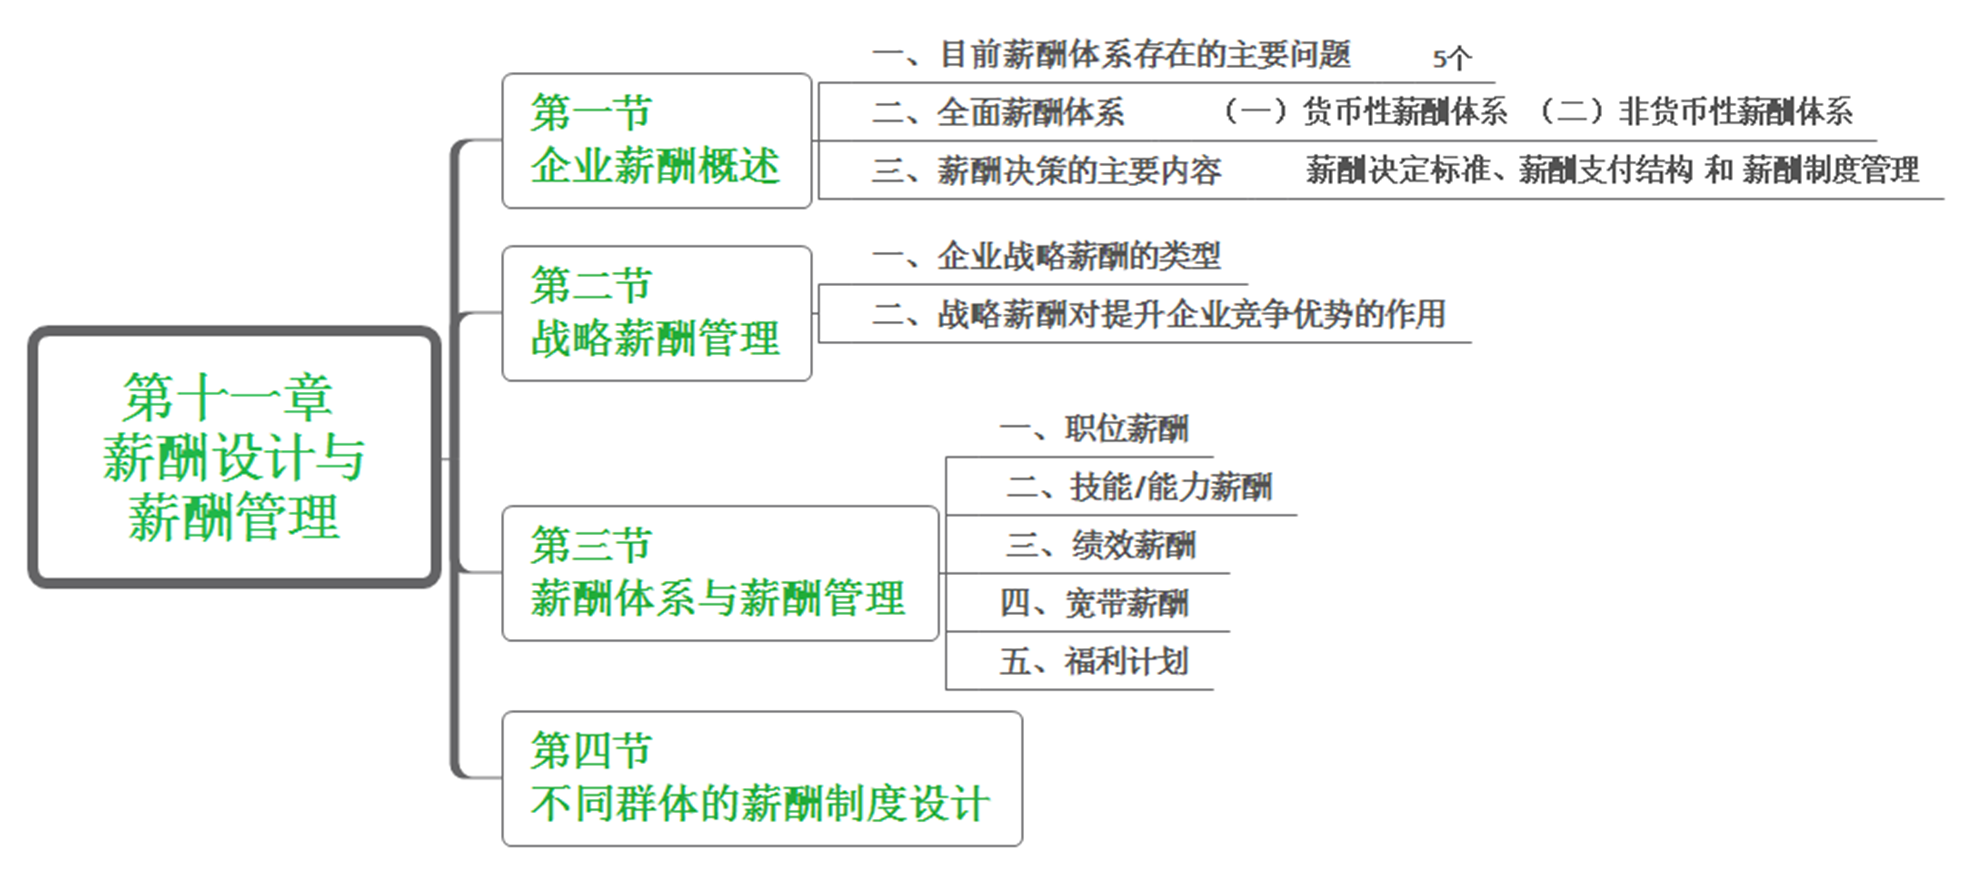 第十一章
薪酬设计与
薪酬管理
第一节
企业薪酬概述
一、目前薪酬体系存在的主要问题 5个
二、全面薪酬体系 （一）货币性薪酬体系 （二）非货币性薪酬体系
三、薪酬决策的主要内容 薪酬决定标准、薪酬支付结构 和 薪酬制度管理
第二节
战略薪酬管理
一、企业战略薪酬的类型
二、战略薪酬对提升企业竞争优势的作用
第三节
薪酬体系与薪酬管理
一、职位薪酬
二、技能/能力薪酬
三、绩效薪酬
四、宽带薪酬
五、福利计划
第四节
不同群体的薪酬制度设计